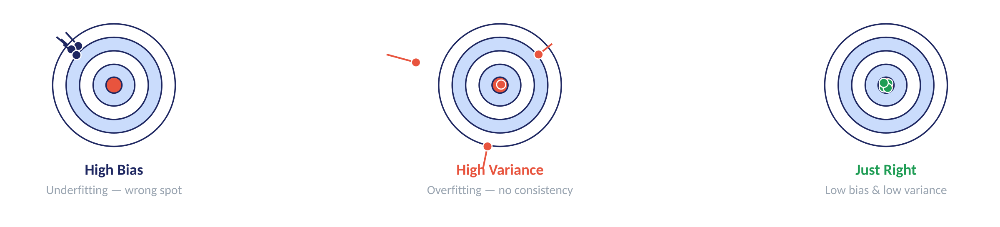 High Bias
Underfitting — wrong spot
High Variance
Overfitting — no consistency
Just Right
Low bias & low variance